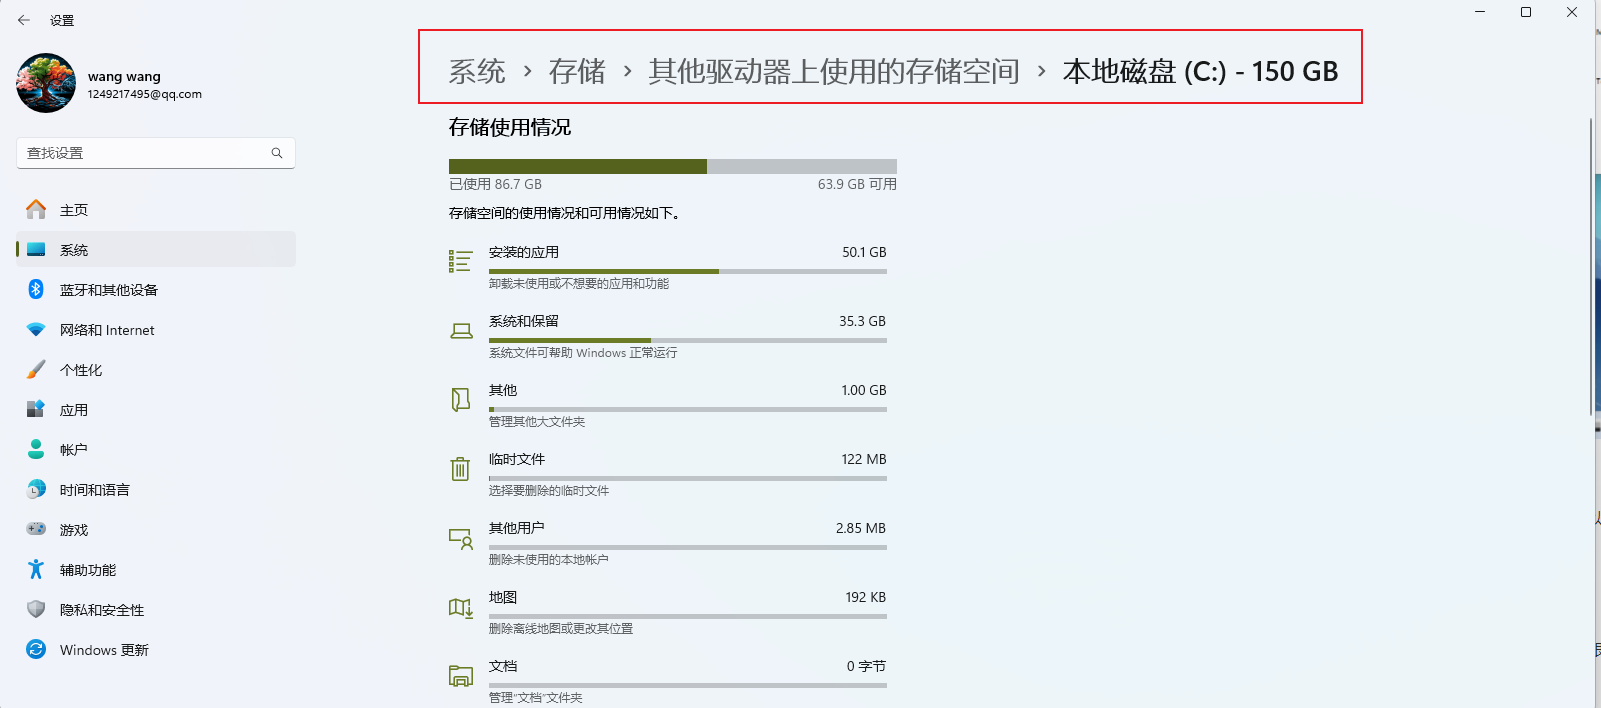 设置
wang wang
1249217495@qq.com
查找设置
主页
系统
蓝牙和其他设备
网络和 Internet
个性化
应用
帐户
时间和语言
游戏
辅助功能
隐私和安全性
Windows 更新
系统 › 存储 › 其他驱动器上使用的存储空间 › 本地磁盘 (C:) - 150 GB
存储使用情况
已使用 86.7 GB 63.9 GB 可用
存储空间的使用情况和可用情况如下。
安装的应用 50.1 GB
卸载未使用或不想要的应用和功能
系统和保留 35.3 GB
系统文件可帮助 Windows 正常运行
其他 1.00 GB
管理其他大文件夹
临时文件 122 MB
选择要删除的临时文件
其他用户 2.85 MB
删除未使用的本地帐户
地图 192 KB
删除离线地图或更改其位置
文档 0 字节
管理"文档"文件夹